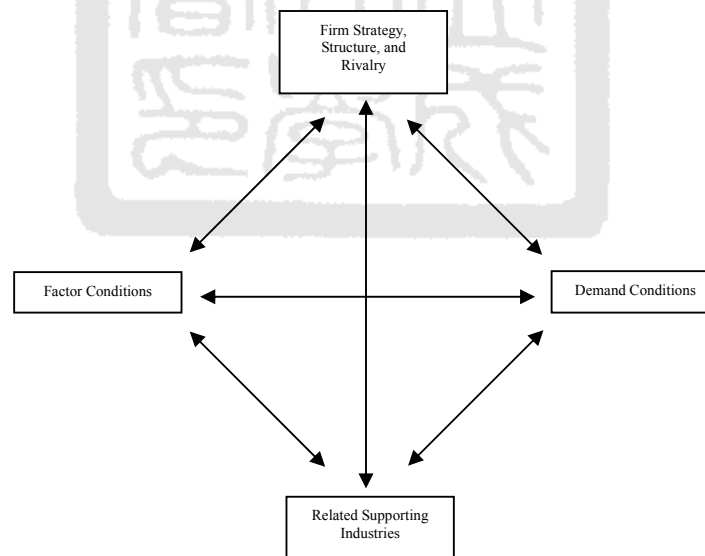 Firm Strategy,
Structure, and
Rivalry
Factor Conditions
Demand Conditions
Related Supporting
Industries